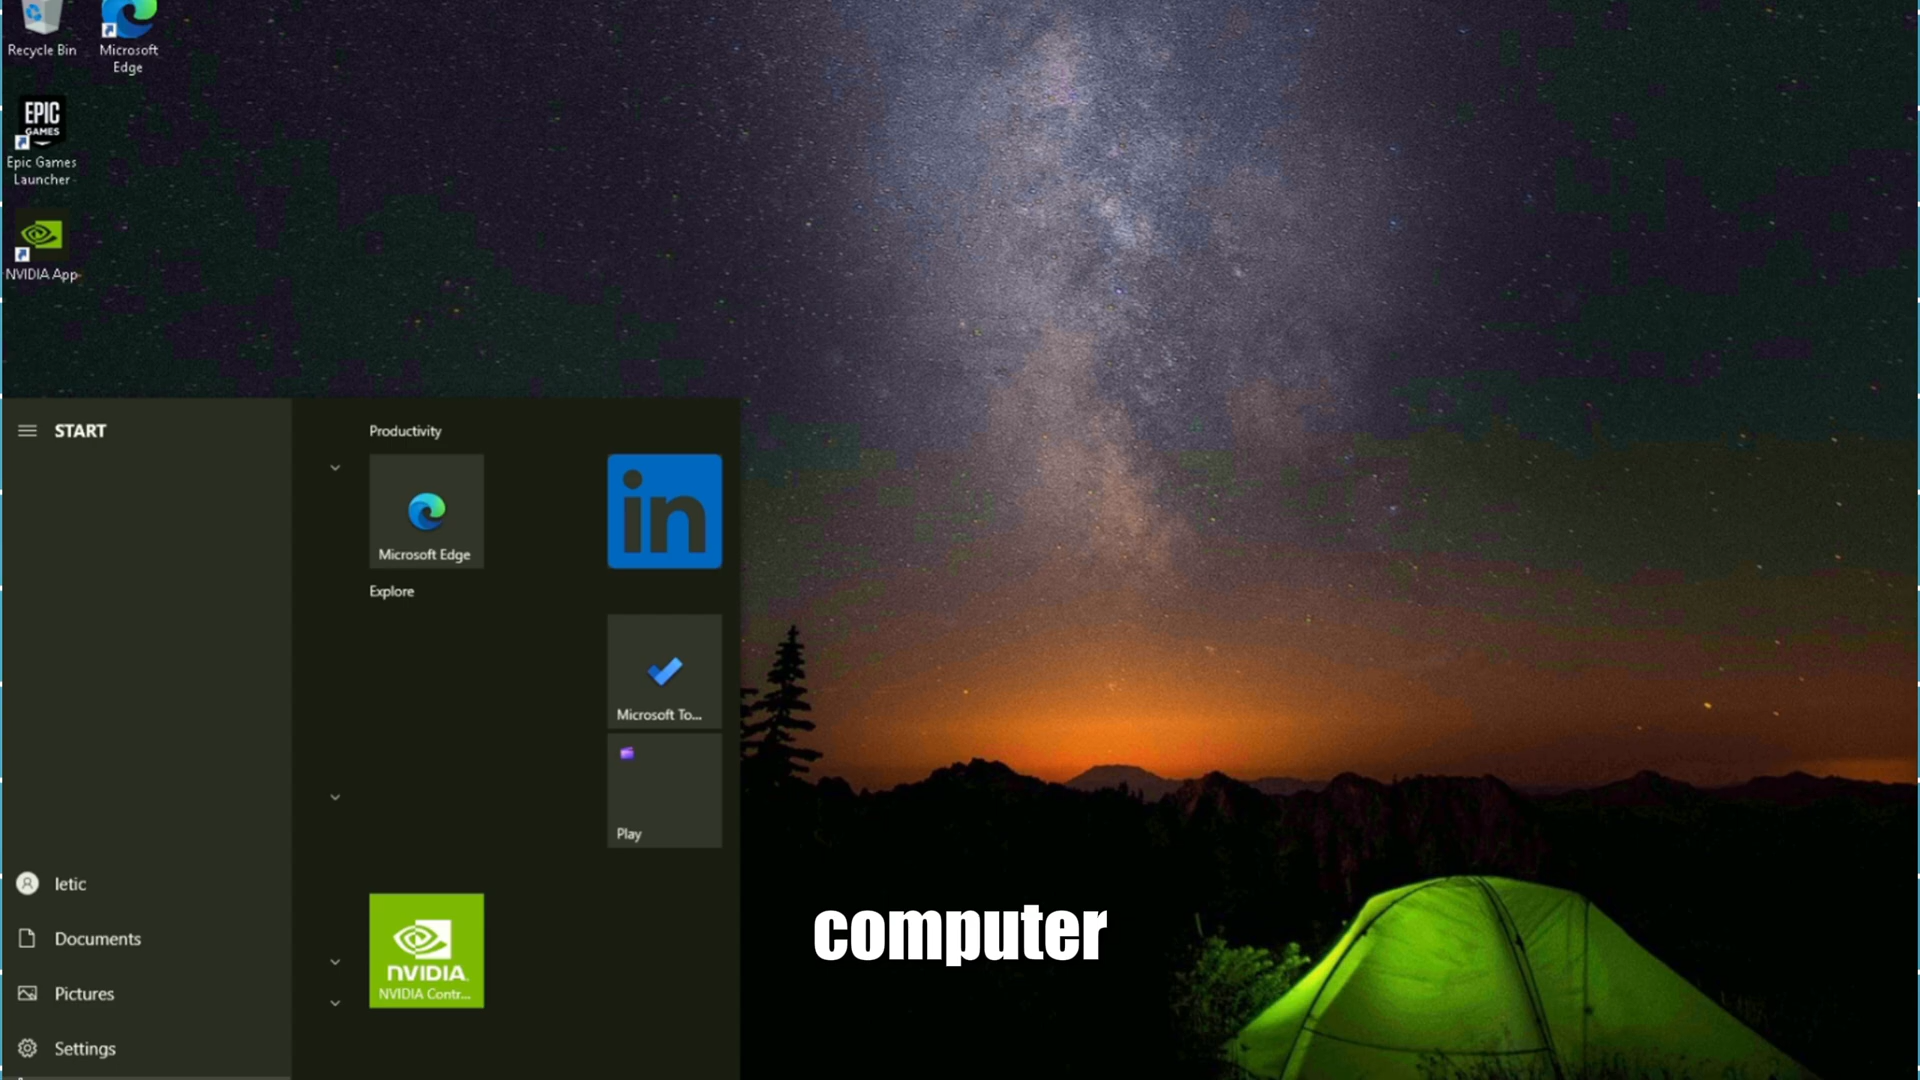 Recycle Bin
Microsoft
Edge
EPIC
GAMES
Epic Games
Launcher
NVIDIA App
START
Productivity
Microsoft Edge
in
Explore
Microsoft To...
Play
letic
Documents
NVIDIA
NVIDIA Contr...
computer
Pictures
Settings